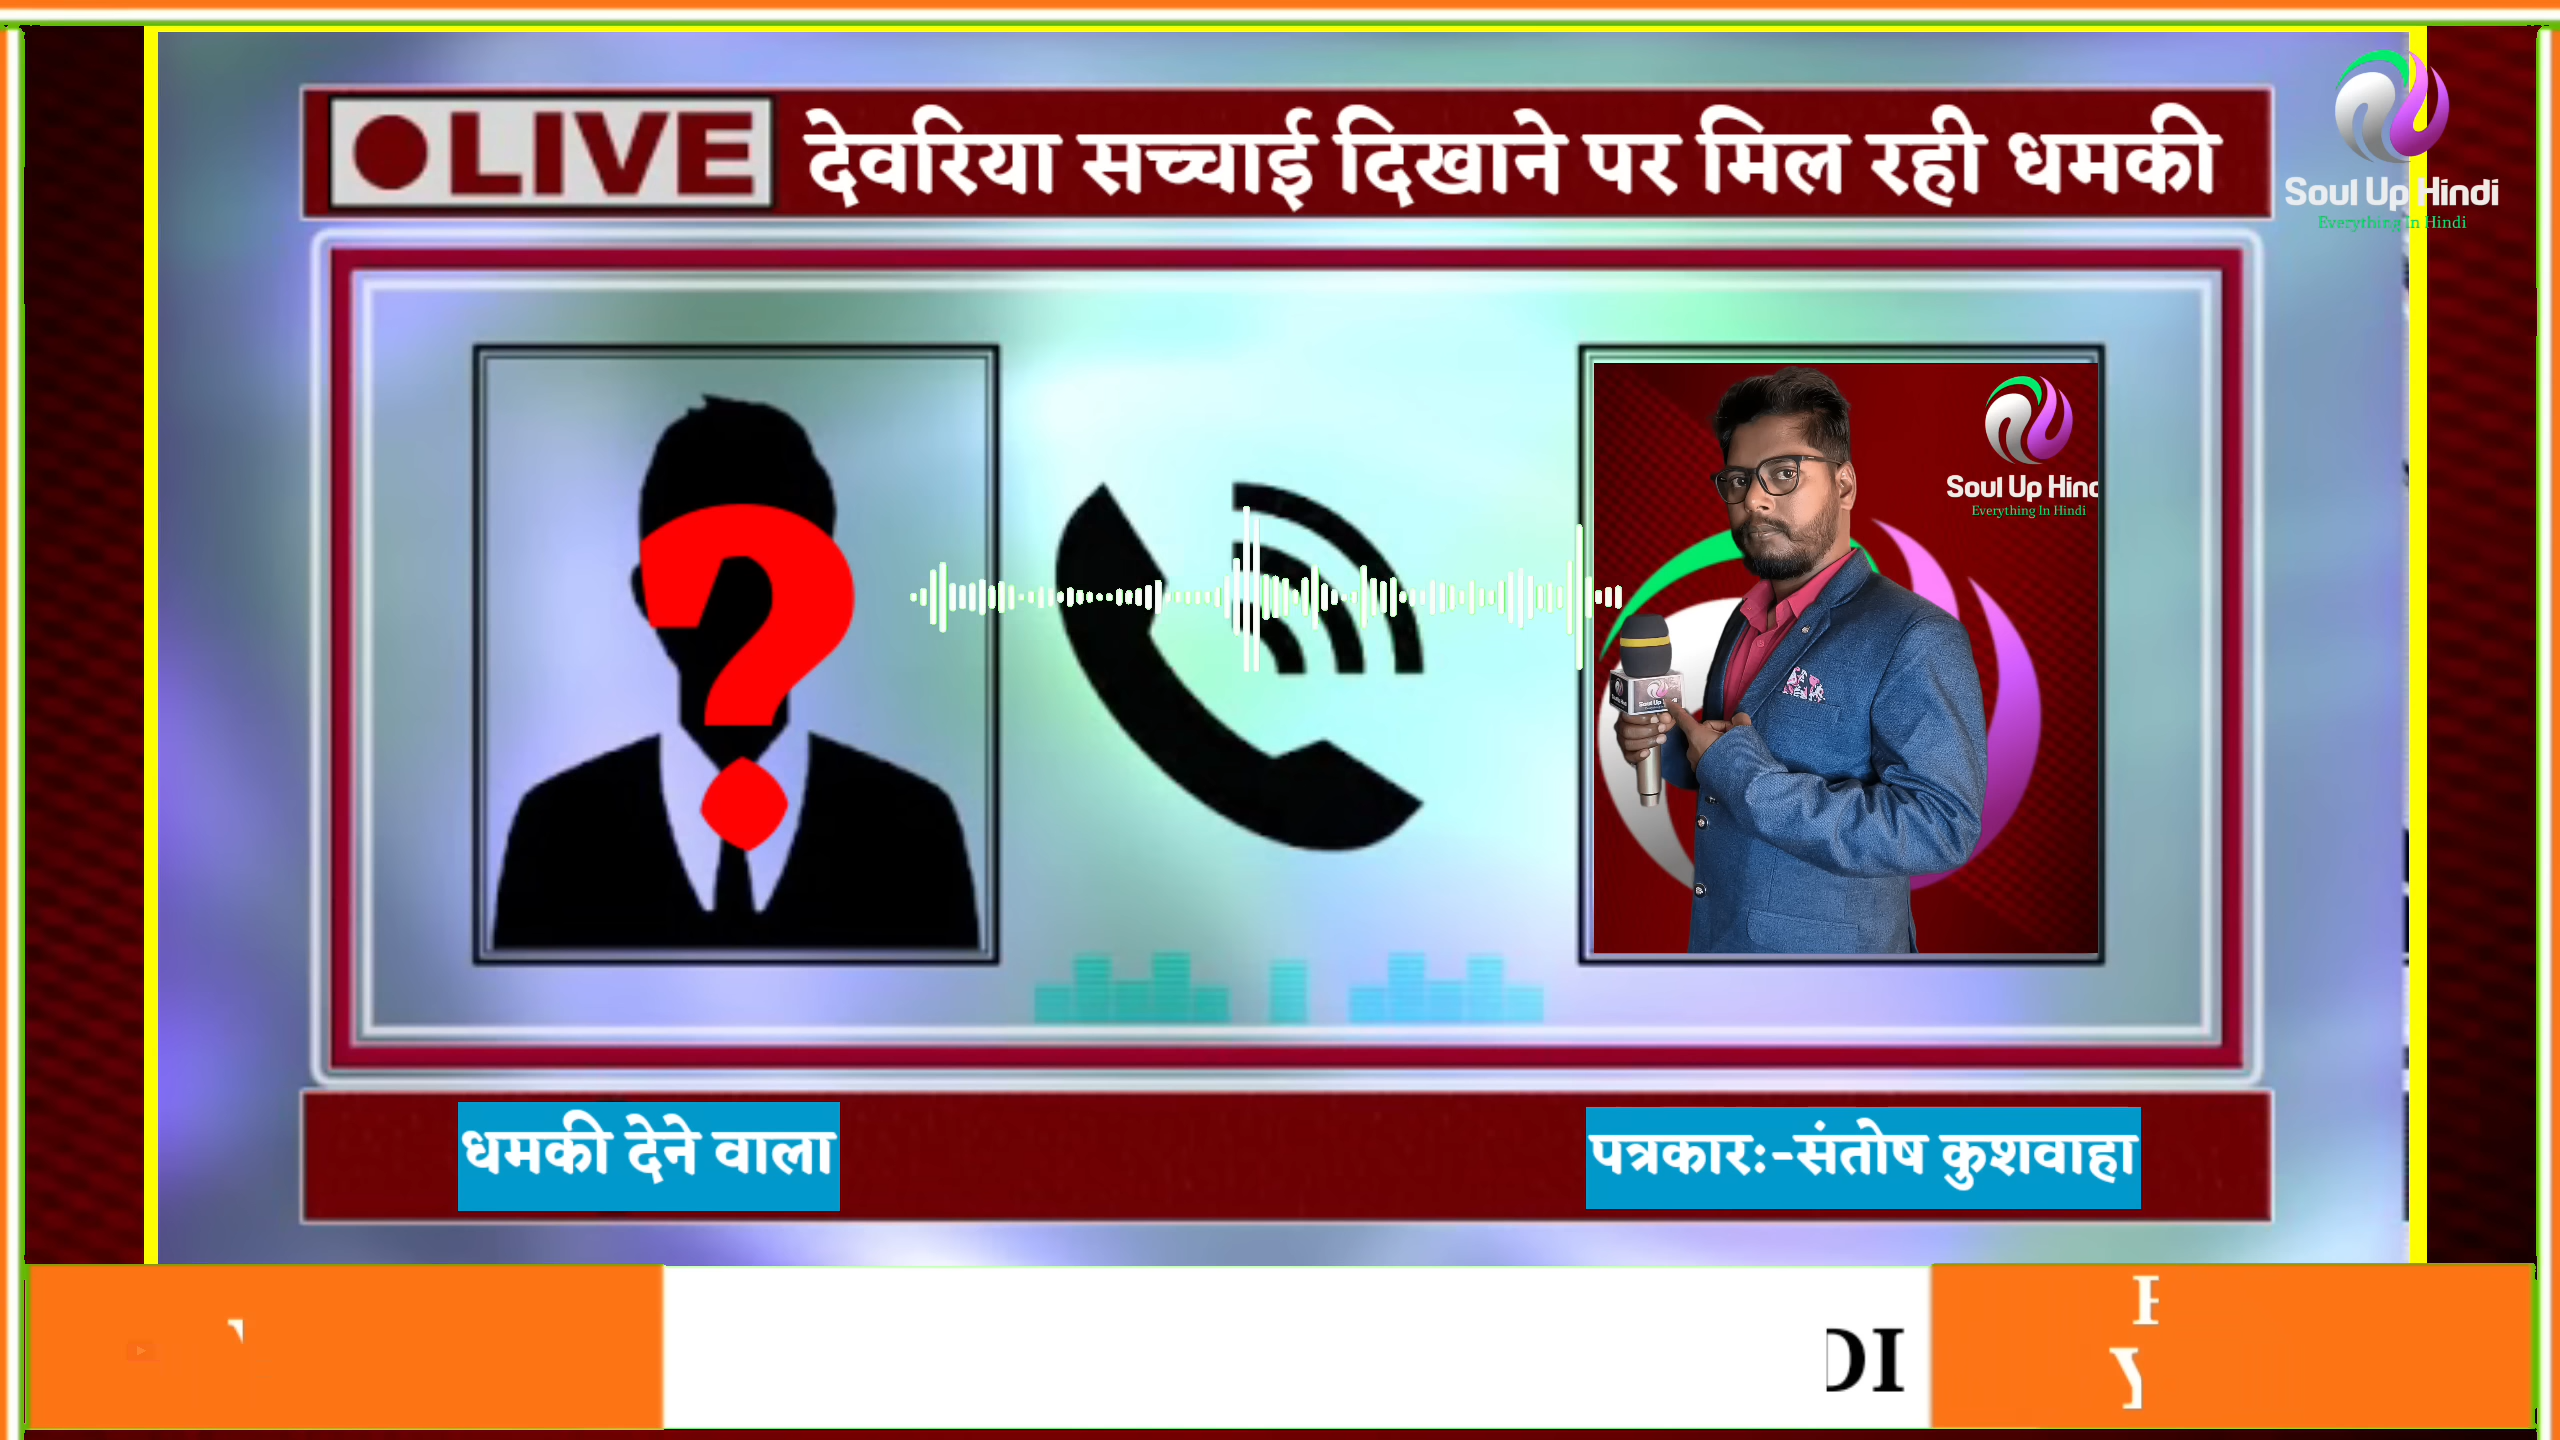 LIVE देवरिया सच्चाई दिखाने पर मिल रही धमकी
Soul Up Hindi
Everything In Hindi
Soul Up Hind
Everything In Hindi
धमकी देने वाला
पत्रकारः-संतोष कुशवाहा
DI